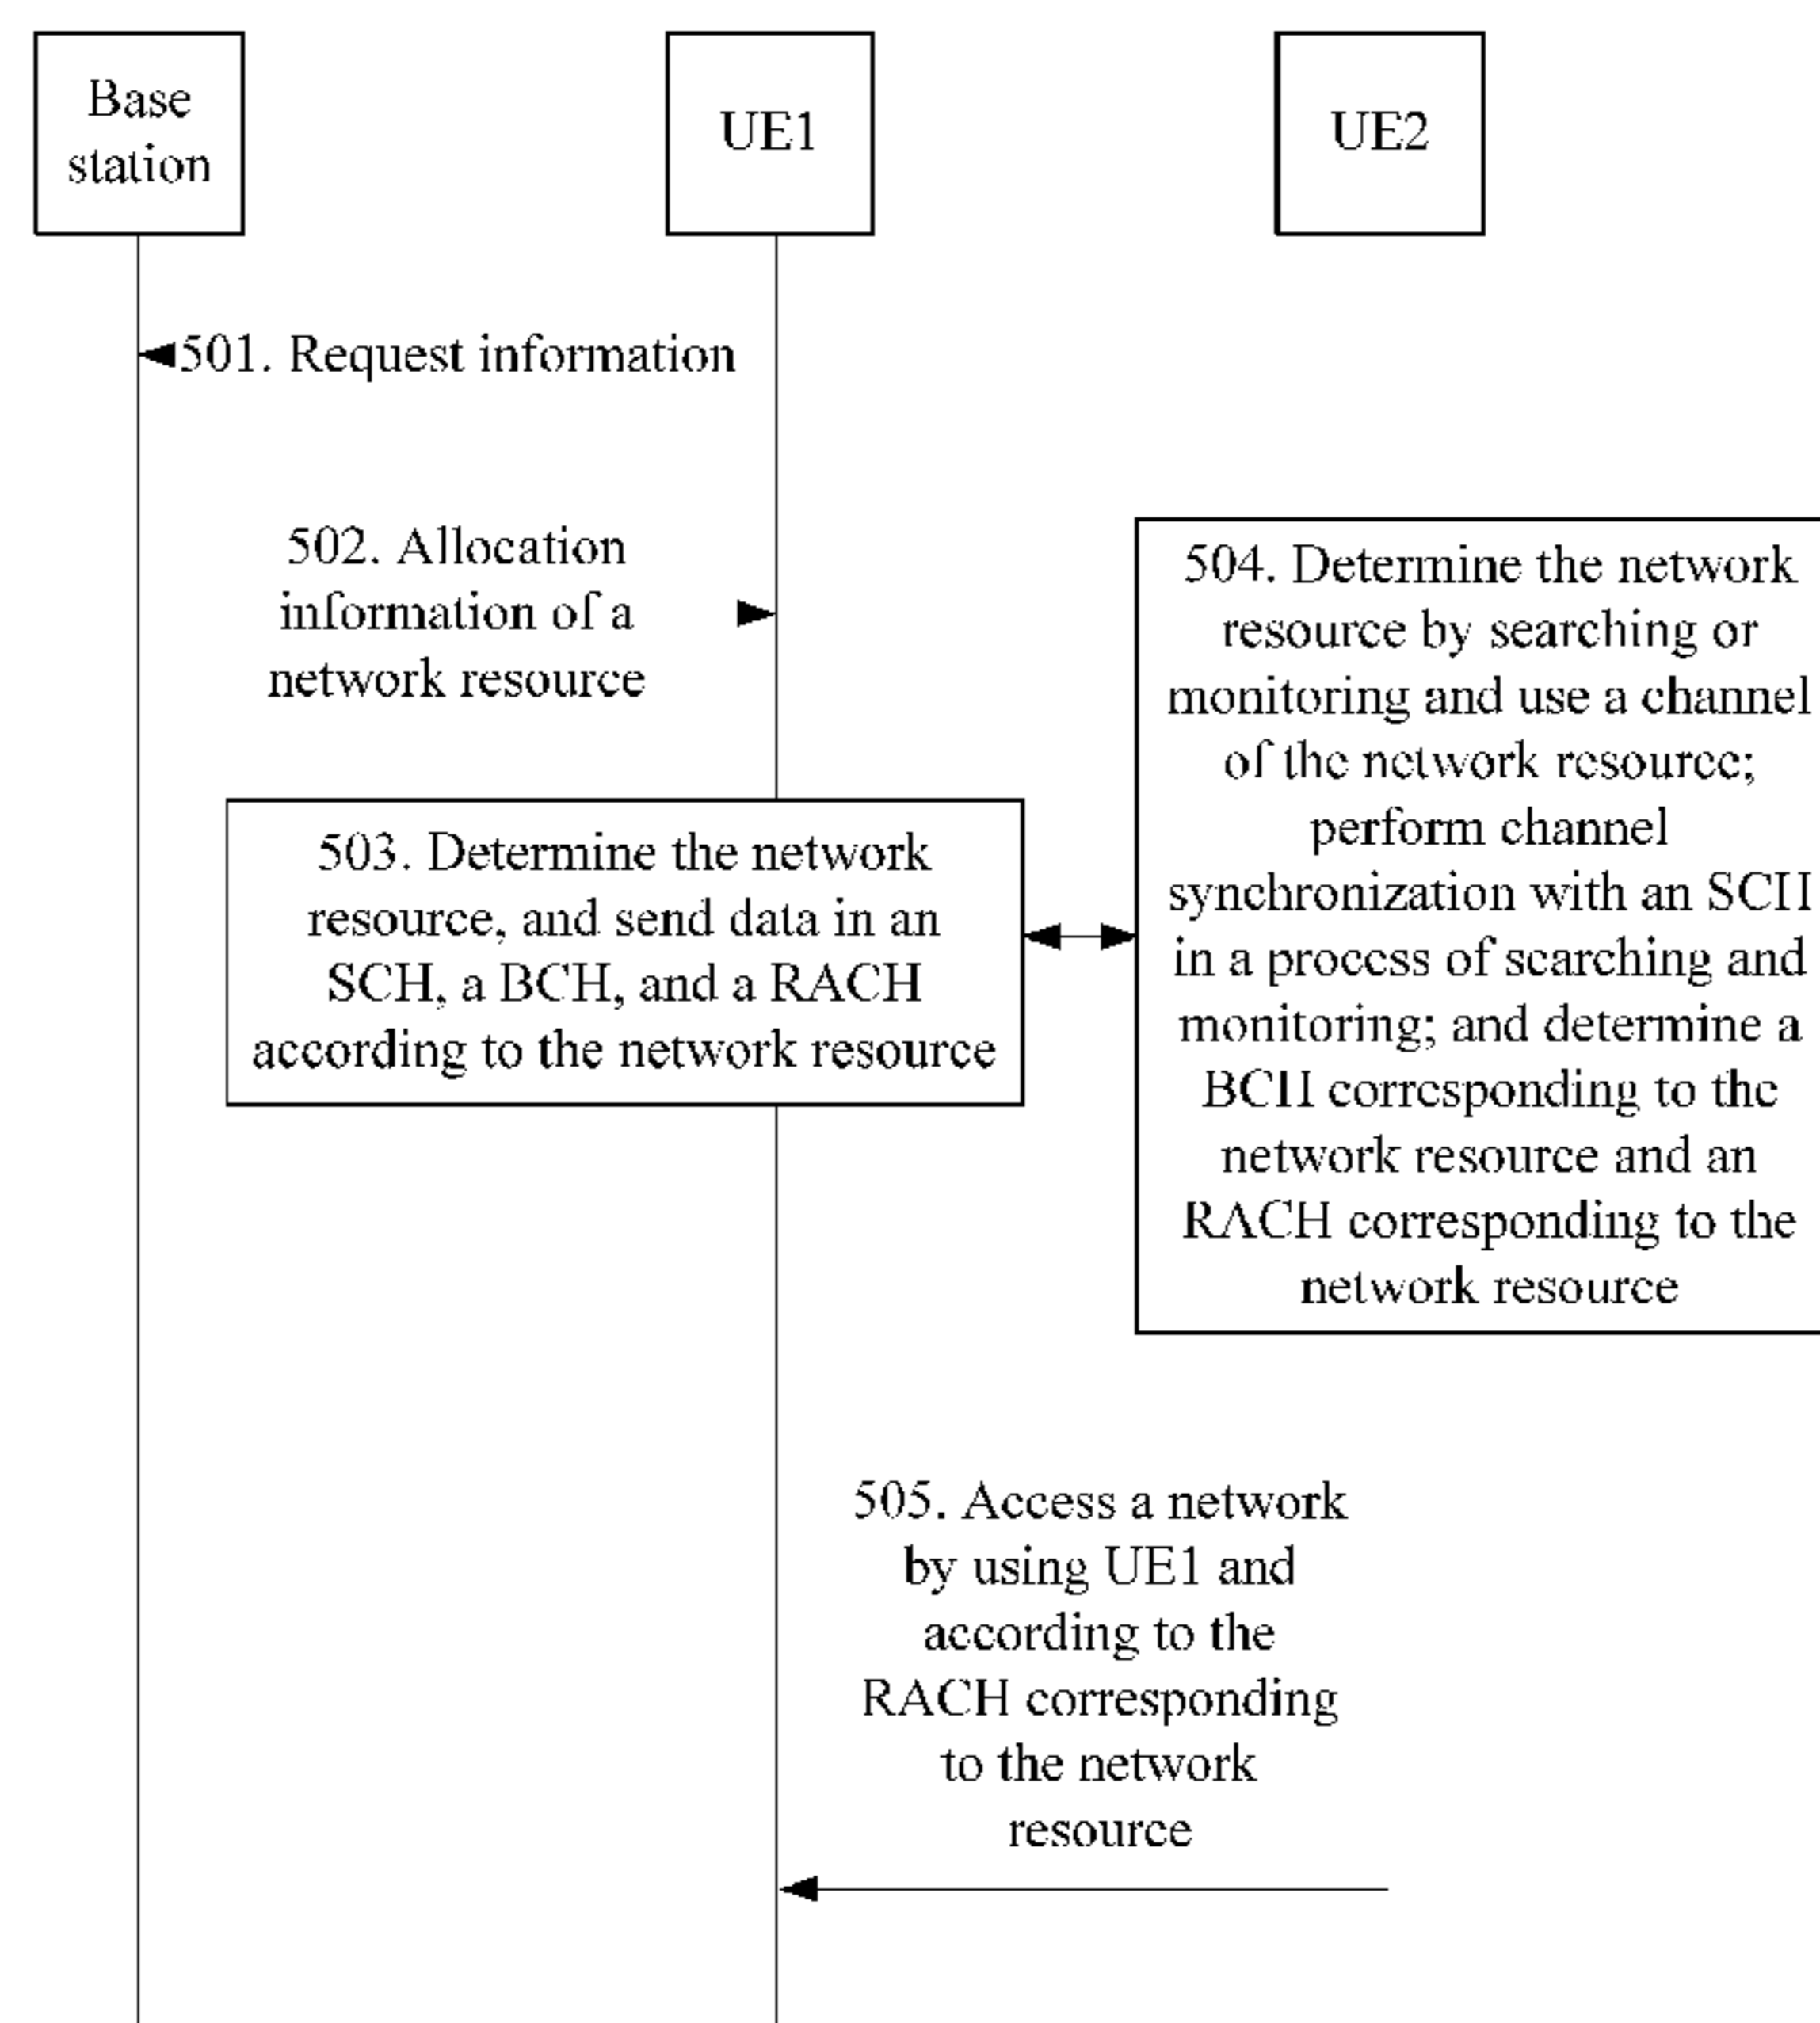 Base
station
UE1
UE2
501. Request information
502. Allocation
information of a
network resource
503. Determine the network
resource, and send data in an
SCH, a BCH, and a RACH
according to the network resource
504. Determine the network
resource by searching or
monitoring and use a channel
of the network resource;
perform channel
synchronization with an SCH
in a process of searching and
monitoring; and determine a
BCH corresponding to the
network resource and an
RACH corresponding to the
network resource
505. Access a network
by using UE1 and
according to the
RACH corresponding
to the network
resource